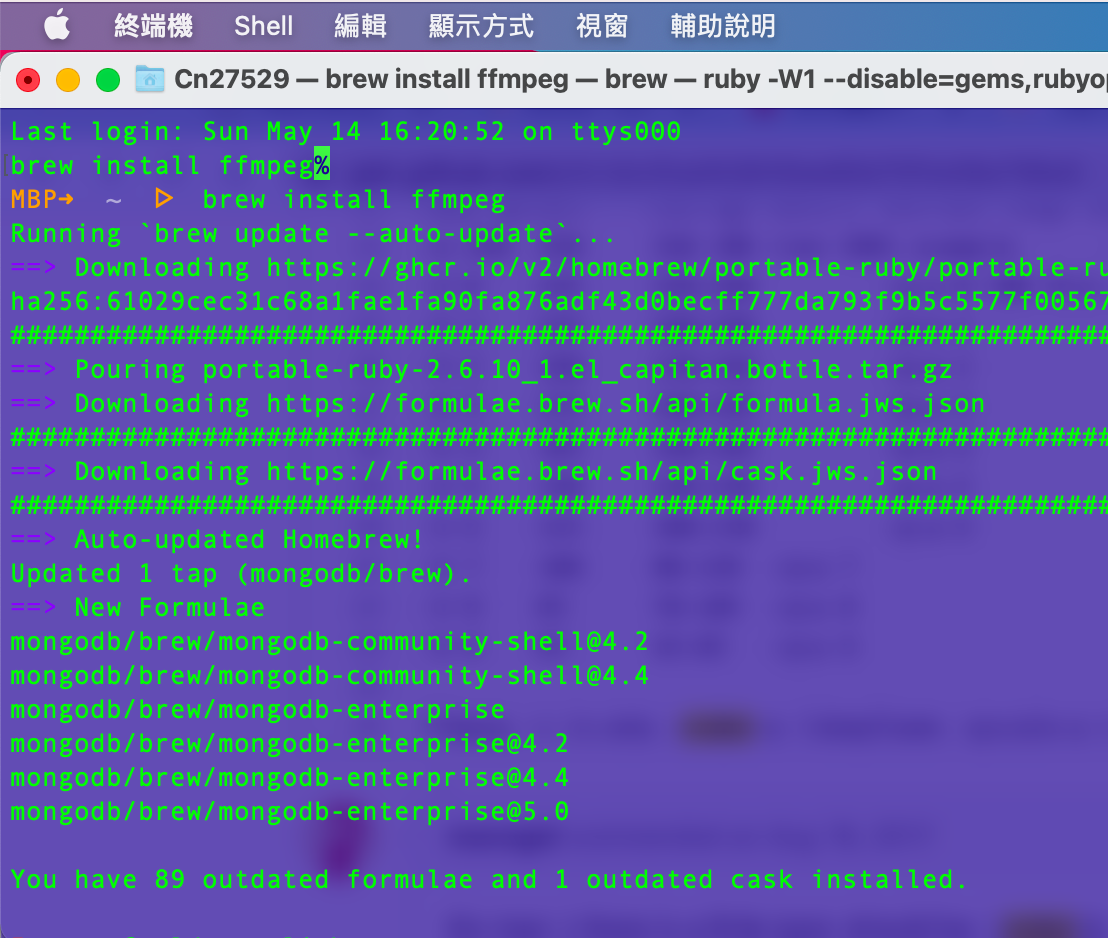 終端機 Shell 編輯 顯示方式 視窗 輔助說明
Cn27529 — brew install ffmpeg — brew — ruby -W1 --disable=gems,rubyop
Last login: Sun May 14 16:20:52 on ttys000
brew install ffmpeg%
MBP➜ ~ ▷ brew install ffmpeg
Running `brew update --auto-update`...
==> Downloading https://ghcr.io/v2/homebrew/portable-ruby/portable-ru
ha256:61029cec31c68a1fae1fa90fa876adf43d0becff777da793f9b5c5577f00567
#####################################################################
==> Pouring portable-ruby-2.6.10_1.el_capitan.bottle.tar.gz
==> Downloading https://formulae.brew.sh/api/formula.jws.json
#####################################################################
==> Downloading https://formulae.brew.sh/api/cask.jws.json
#####################################################################
==> Auto-updated Homebrew!
Updated 1 tap (mongodb/brew).
==> New Formulae
mongodb/brew/mongodb-community-shell@4.2
mongodb/brew/mongodb-community-shell@4.4
mongodb/brew/mongodb-enterprise
mongodb/brew/mongodb-enterprise@4.2
mongodb/brew/mongodb-enterprise@4.4
mongodb/brew/mongodb-enterprise@5.0
You have 89 outdated formulae and 1 outdated cask installed.